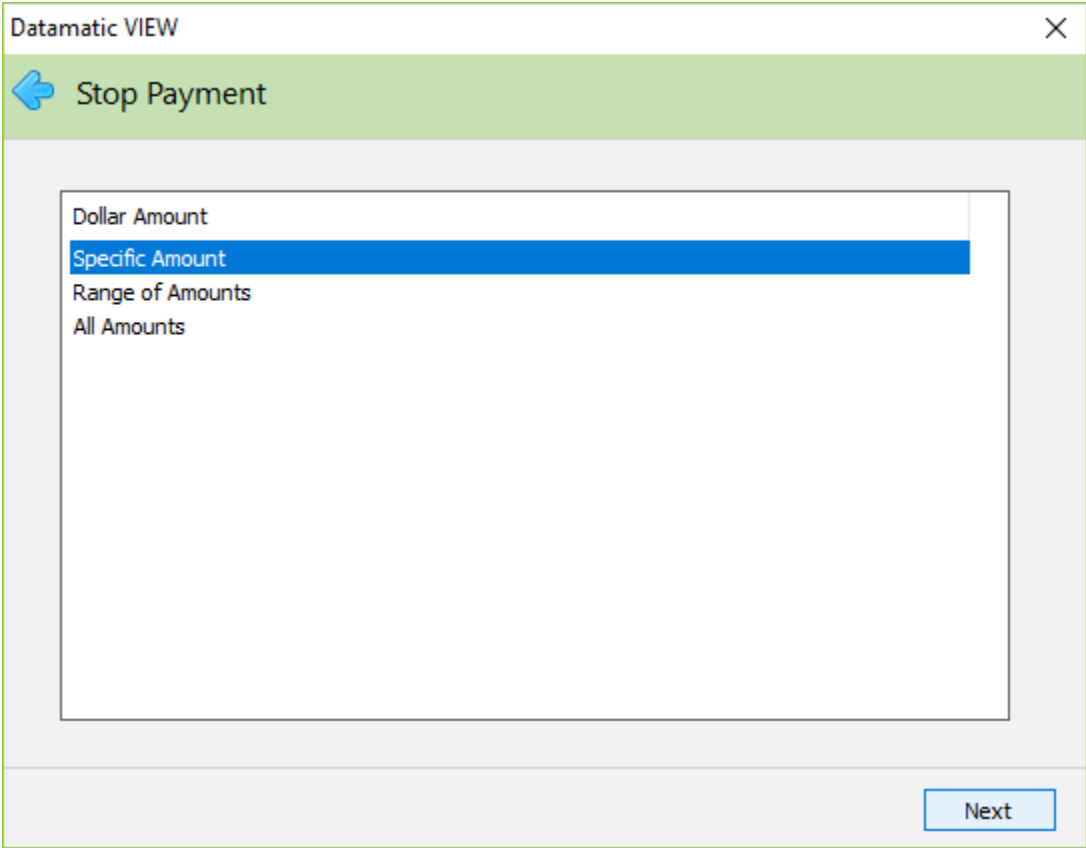 Datamatic VIEW
Stop Payment
Dollar Amount
Specific Amount
Range of Amounts
All Amounts
Next